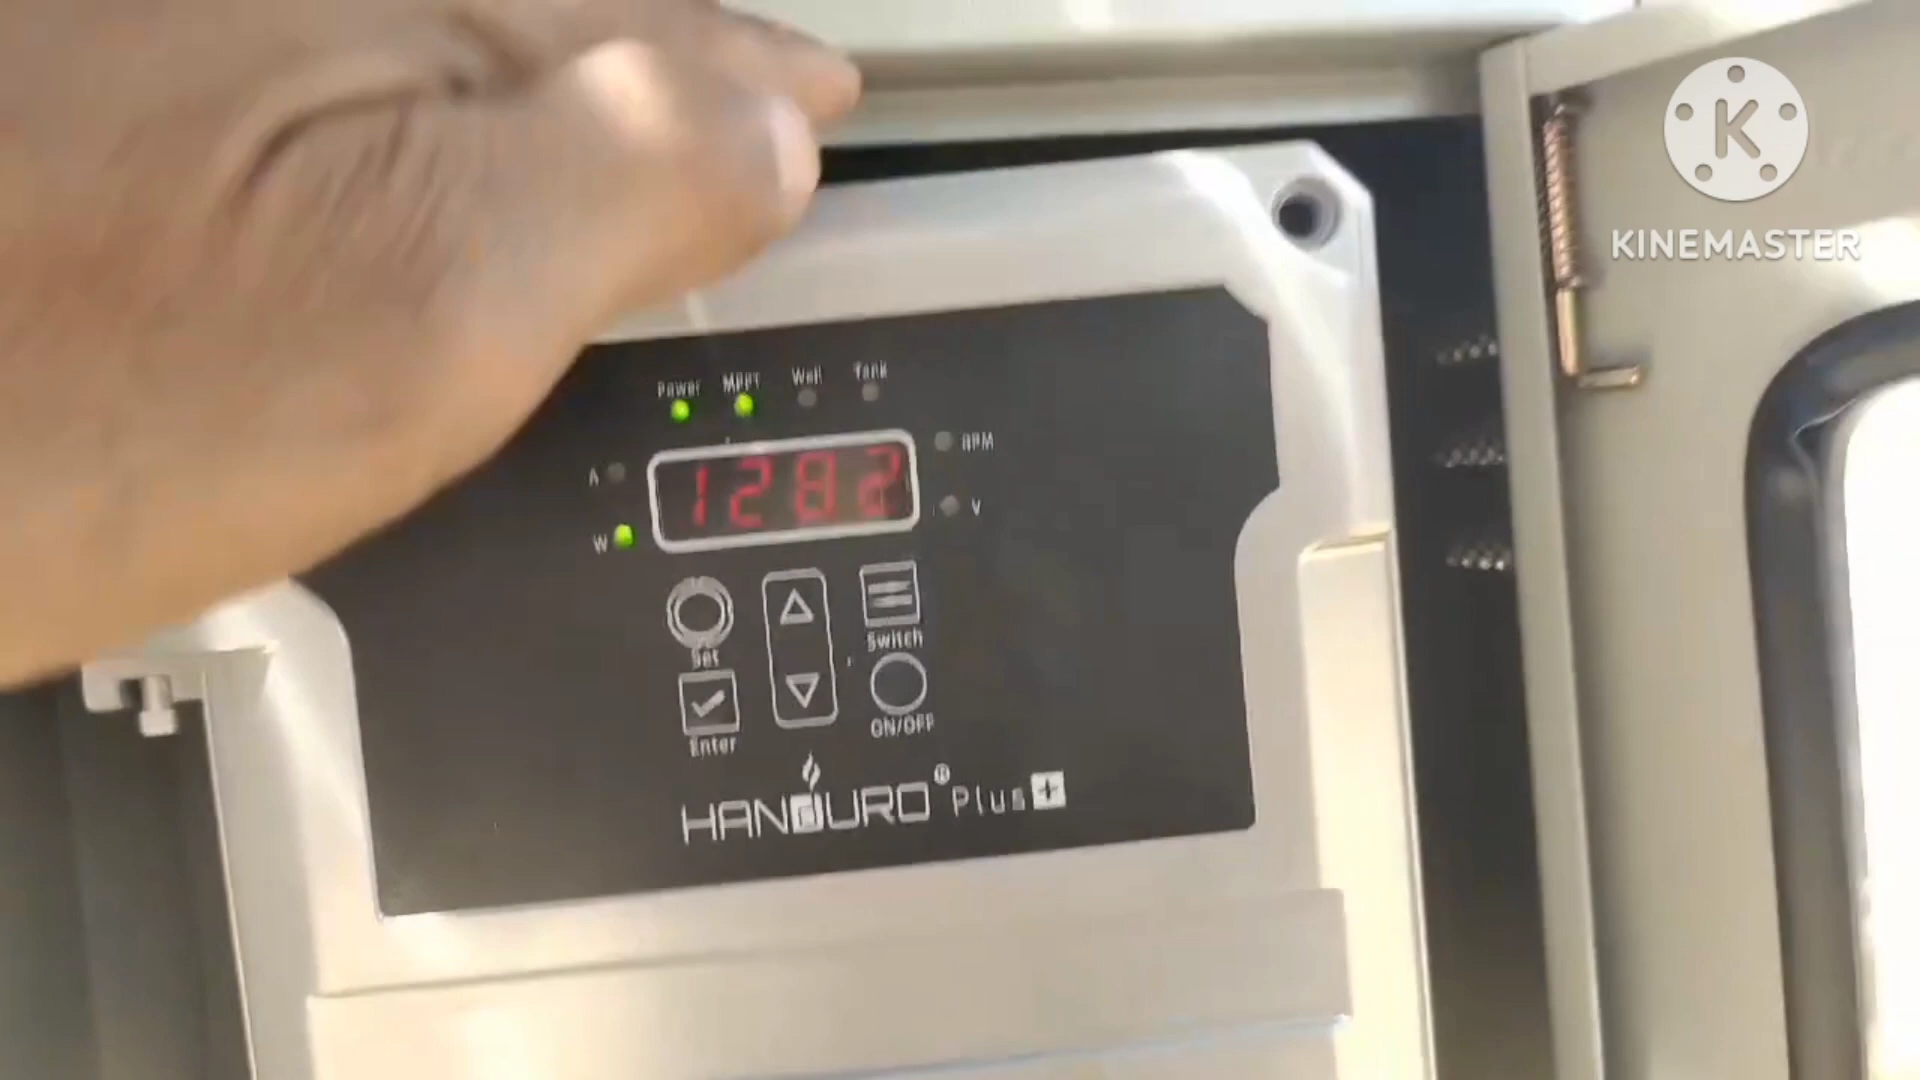 KINEMASTER
Power MPPT Well Tank
A RPM
1282
W V
Set Switch
Enter ON/OFF
HANDURO® Plus+